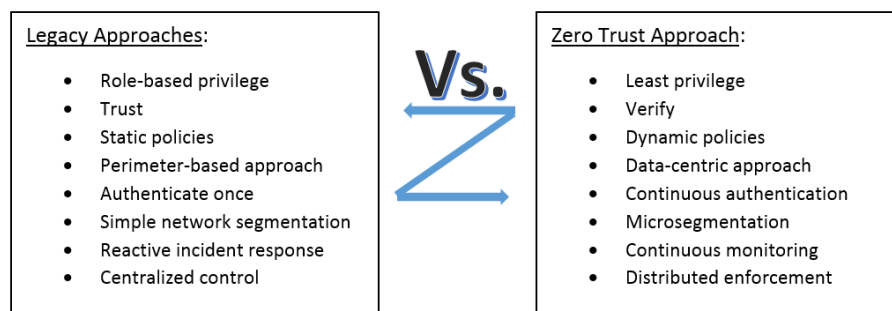 Legacy Approaches:
• Role-based privilege
• Trust
• Static policies
• Perimeter-based approach
• Authenticate once
• Simple network segmentation
• Reactive incident response
• Centralized control
Vs.
Zero Trust Approach:
• Least privilege
• Verify
• Dynamic policies
• Data-centric approach
• Continuous authentication
• Microsegmentation
• Continuous monitoring
• Distributed enforcement